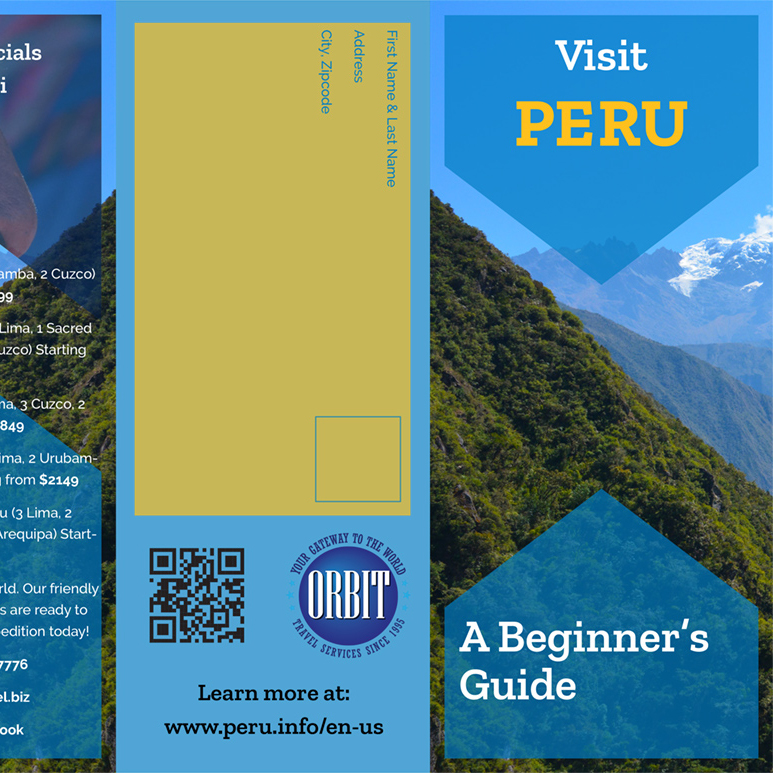 cials
i
amba, 2 Cuzco)
99
Lima, 1 Sacred
uzco) Starting
ma, 3 Cuzco, 2
849
ima, 2 Urubam-
g from $2149
u (3 Lima, 2
Arequipa) Start-
rld. Our friendly
s are ready to
edition today!
7776
el.biz
ook
First Name & Last Name
Address
City, Zipcode
YOUR GATEWAY TO THE WORLD
ORBIT
TRAVEL SERVICES SINCE 1995
Learn more at:
www.peru.info/en-us
Visit
PERU
A Beginner’s
Guide